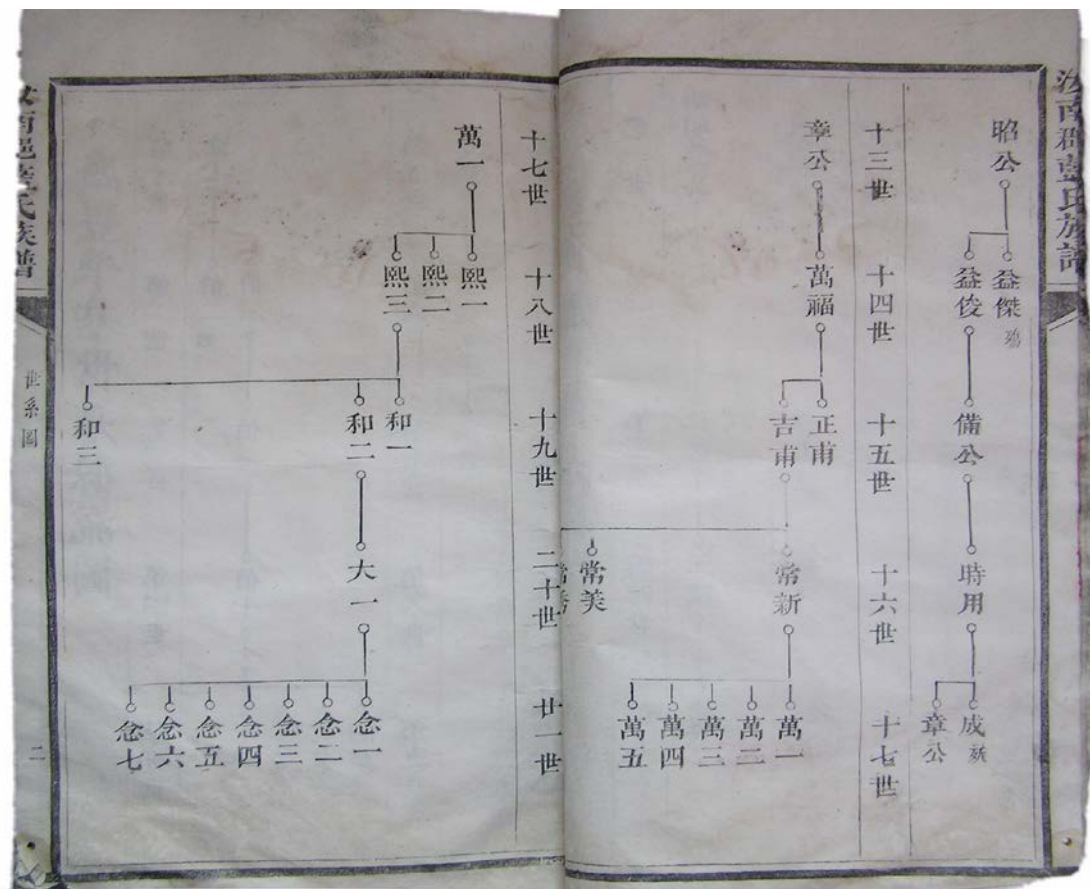 汝南郡藍氏族譜
昭公
益傑
益俊
備公
時用
成
章公
十三世
十四世
十五世
十六世
十七世
章公
萬福
正甫
吉甫
常新
常美
萬一
萬二
萬三
萬四
萬五
十七世
十八世
十九世
二十世
廿一世
萬一
熙一
熙二
熙三
和一
和二
和三
大一
念一
念二
念三
念四
念五
念六
念七
氏族譜
世系圖
二